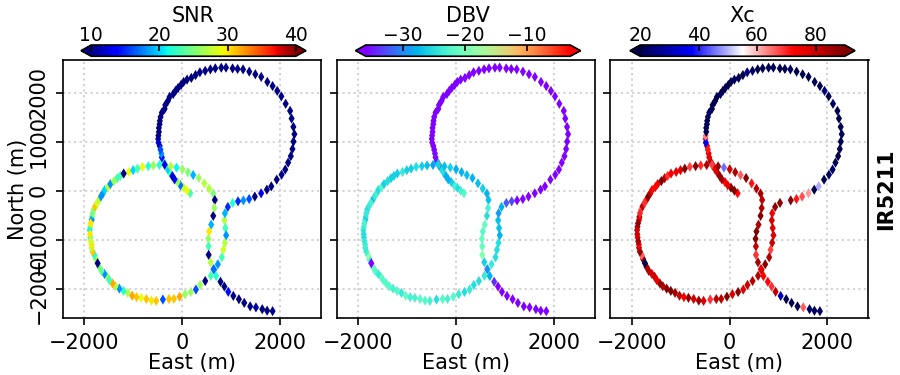 SNR DBV Xc
10 20 30 40 −30 −20 −10 20 40 60 80
2000
1000
0
−1000
−2000
North (m)
−2000 0 2000 −2000 0 2000 −2000 0 2000
East (m) East (m) East (m)
IR5211